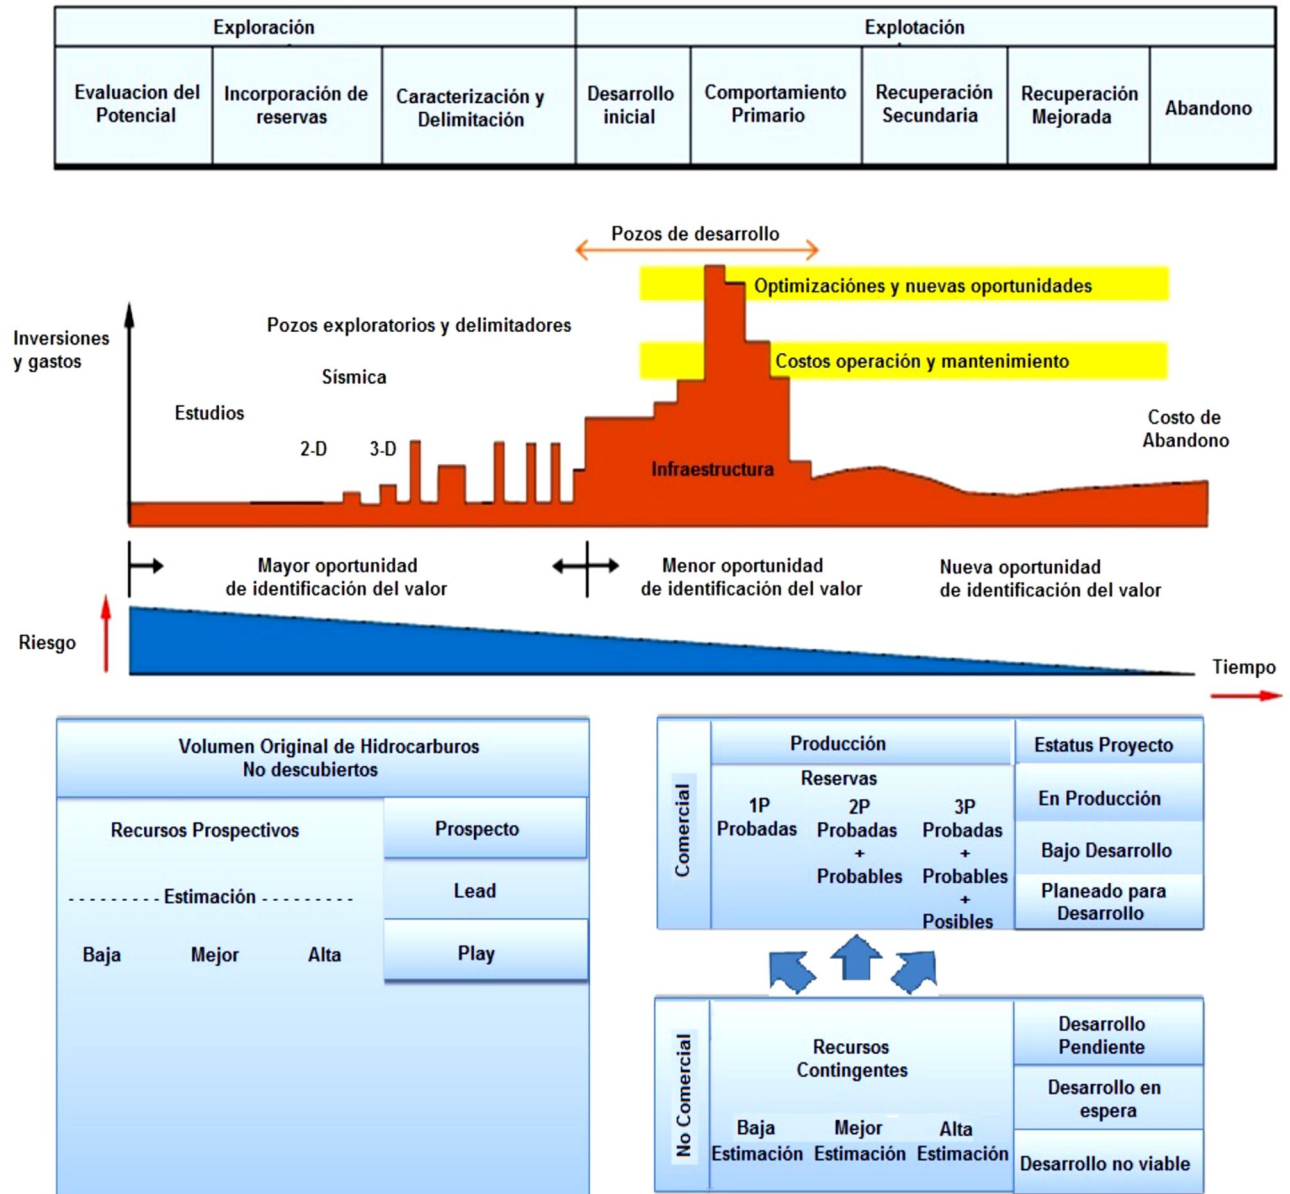 Exploración
Explotación
Evaluacion del
Potencial
Incorporación de
reservas
Caracterización y
Delimitación
Desarrollo
inicial
Comportamiento
Primario
Recuperación
Secundaria
Recuperación
Mejorada
Abandono
Pozos de desarrollo
Optimizaciónes y nuevas oportunidades
Pozos exploratorios y delimitadores
Inversiones
y gastos
Costos operación y mantenimiento
Sísmica
Estudios
Costo de
Abandono
2-D
3-D
Infraestructura
Mayor oportunidad
de identificación del valor
Menor oportunidad
de identificación del valor
Nueva oportunidad
de identificación del valor
Riesgo
Tiempo
Volumen Original de Hidrocarburos
No descubiertos
Recursos Prospectivos
Estimación
Baja
Mejor
Alta
Prospecto
Lead
Play
Comercial
Producción
Reservas
1P
Probadas
2P
Probadas
+
Probables
3P
Probadas
+
Probables
+
Posibles
Estatus Proyecto
En Producción
Bajo Desarrollo
Planeado para
Desarrollo
No Comercial
Recursos
Contingentes
Baja
Estimación
Mejor
Estimación
Alta
Estimación
Desarrollo
Pendiente
Desarrollo en
espera
Desarrollo no viable